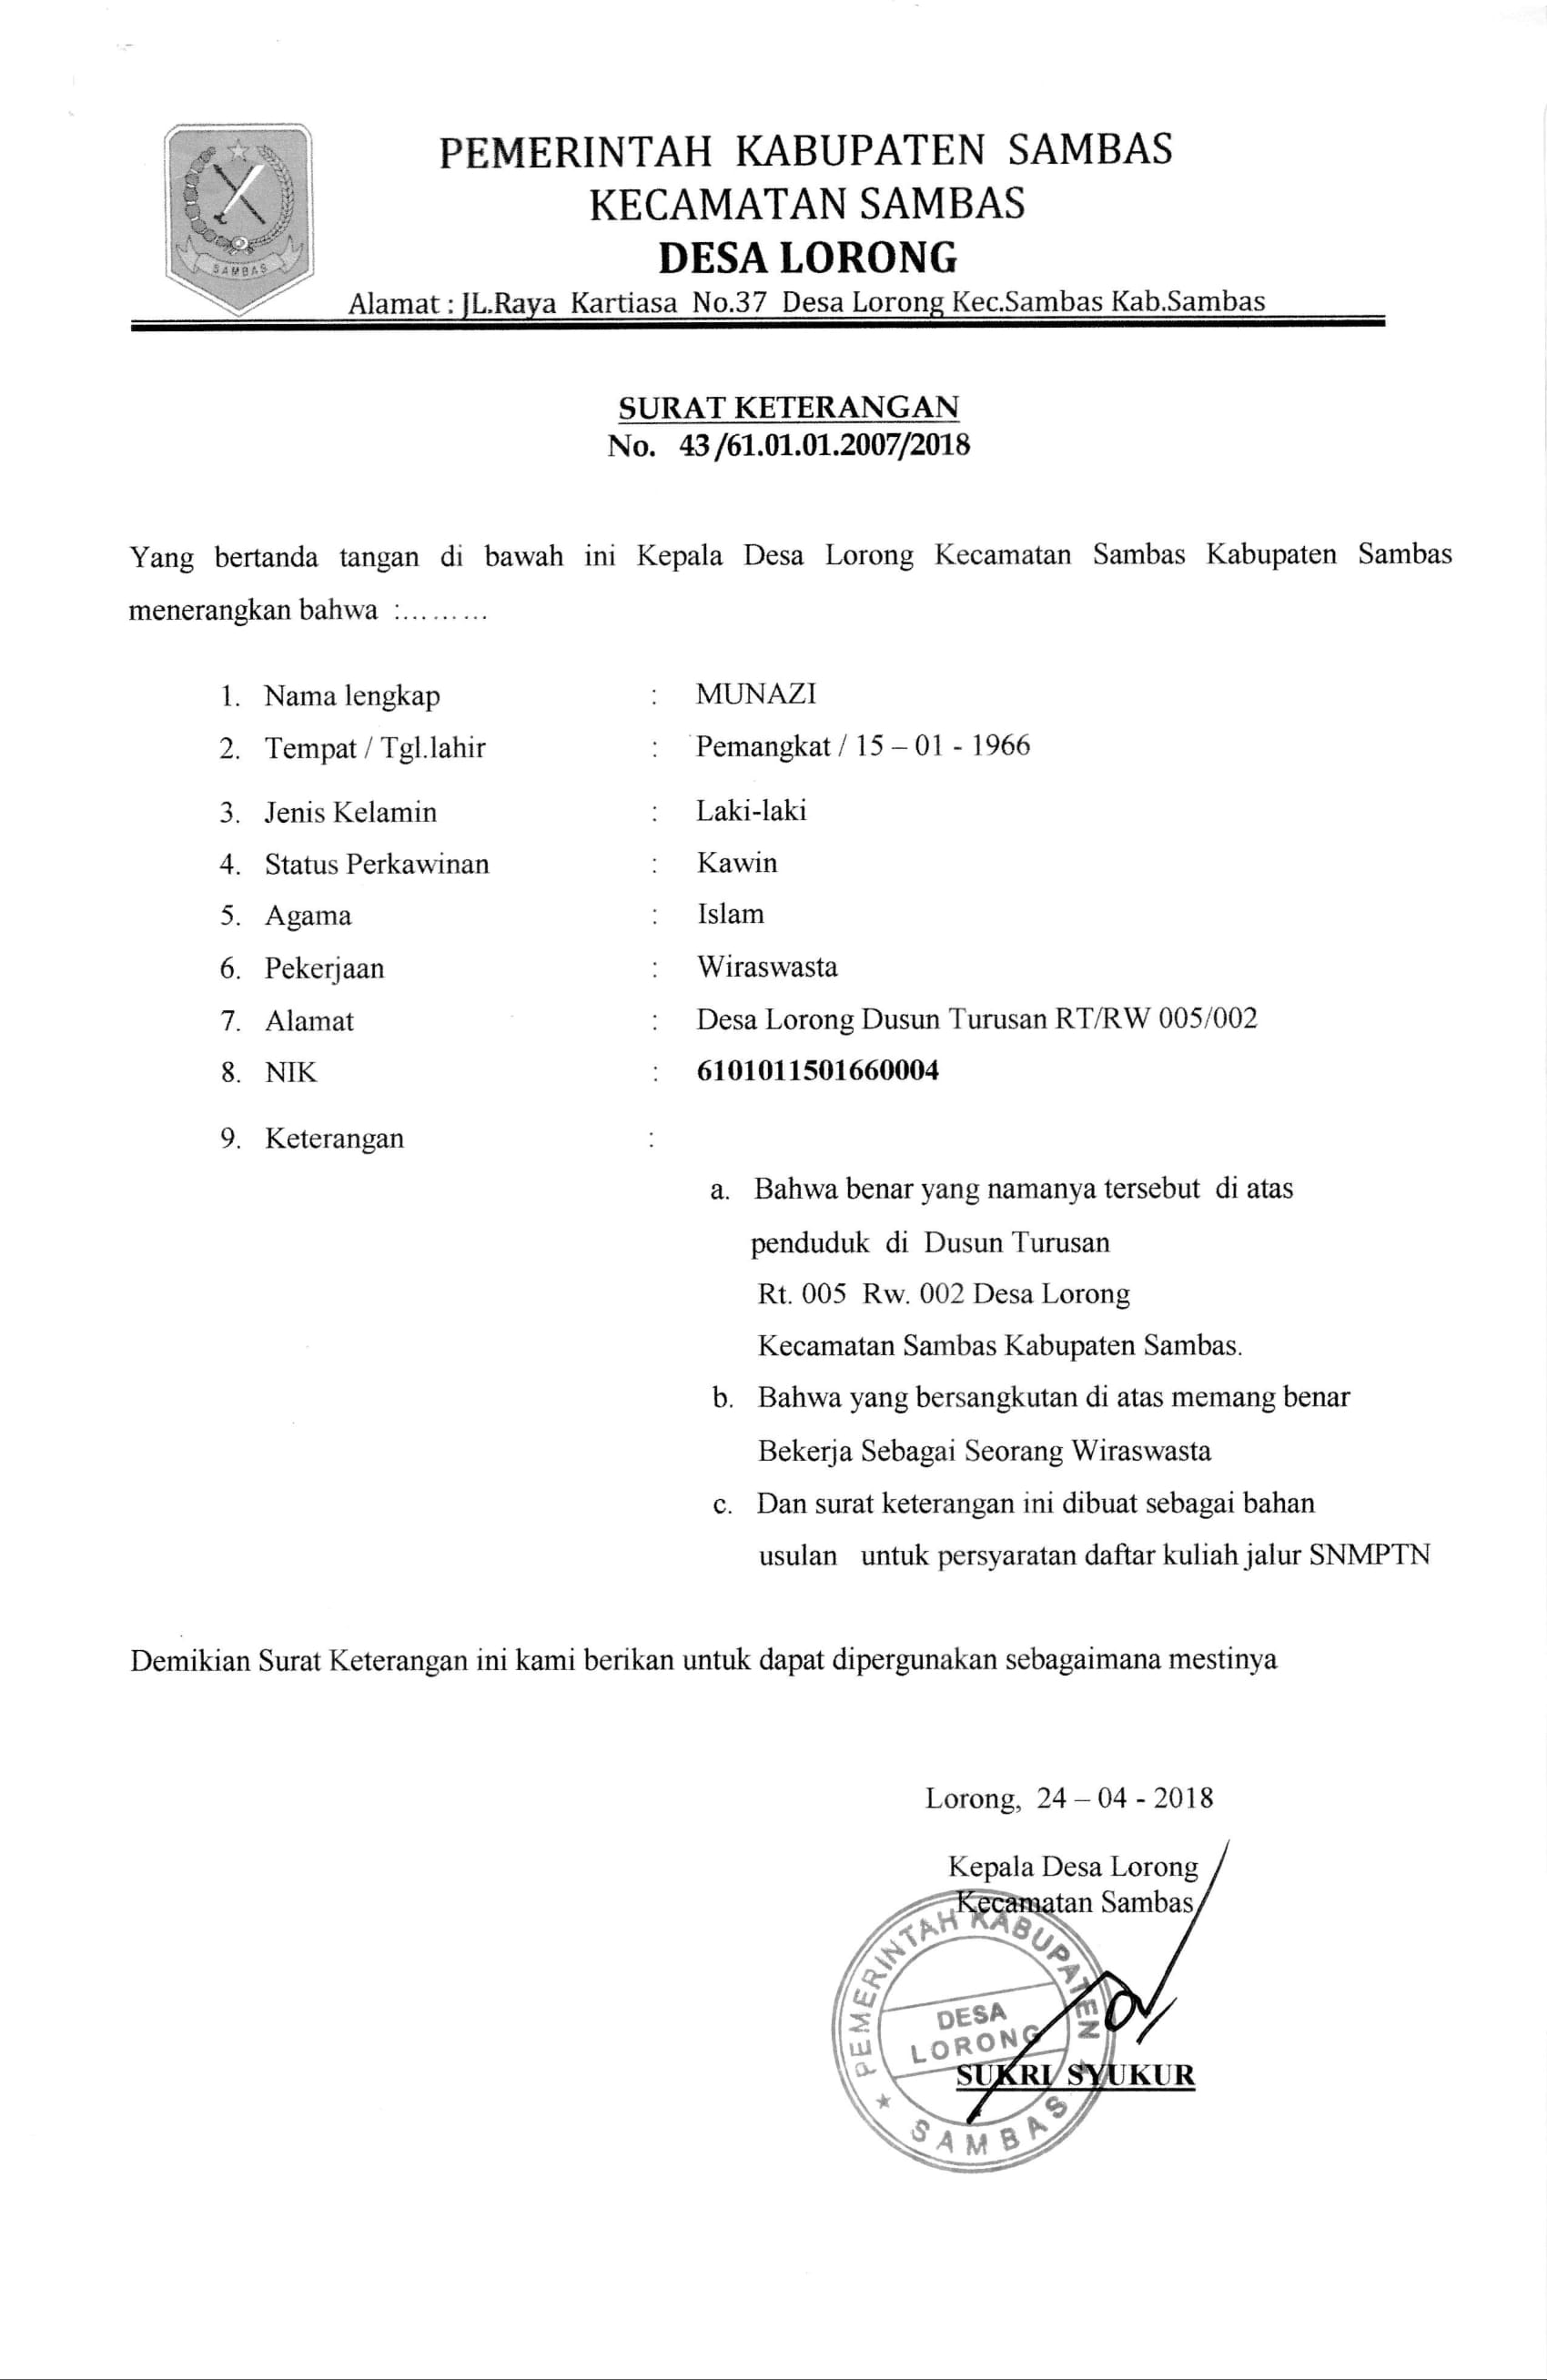 PEMERINTAH KABUPATEN SAMBAS
KECAMATAN SAMBAS
DESA LORONG
SAMBAS
Alamat : JL.Raya Kartiasa No.37 Desa Lorong Kec.Sambas Kab.Sambas
SURAT KETERANGAN
No. 43 /61.01.01.2007/2018
Yang bertanda tangan di bawah ini Kepala Desa Lorong Kecamatan Sambas Kabupaten Sambas
menerangkan bahwa :.........
1. Nama lengkap : MUNAZI
2. Tempat / Tgl.lahir : Pemangkat / 15 – 01 - 1966
3. Jenis Kelamin : Laki-laki
4. Status Perkawinan : Kawin
5. Agama : Islam
6. Pekerjaan : Wiraswasta
7. Alamat : Desa Lorong Dusun Turusan RT/RW 005/002
8. NIK : 6101011501660004
9. Keterangan :
a. Bahwa benar yang namanya tersebut di atas
penduduk di Dusun Turusan
Rt. 005 Rw. 002 Desa Lorong
Kecamatan Sambas Kabupaten Sambas.
b. Bahwa yang bersangkutan di atas memang benar
Bekerja Sebagai Seorang Wiraswasta
c. Dan surat keterangan ini dibuat sebagai bahan
usulan untuk persyaratan daftar kuliah jalur SNMPTN
Demikian Surat Keterangan ini kami berikan untuk dapat dipergunakan sebagaimana mestinya
Lorong, 24 – 04 - 2018
Kepala Desa Lorong
Kecamatan Sambas
PEMERINTAH KABUPATEN
DESA
LORONG
SUKRI SYUKUR
SAMBAS